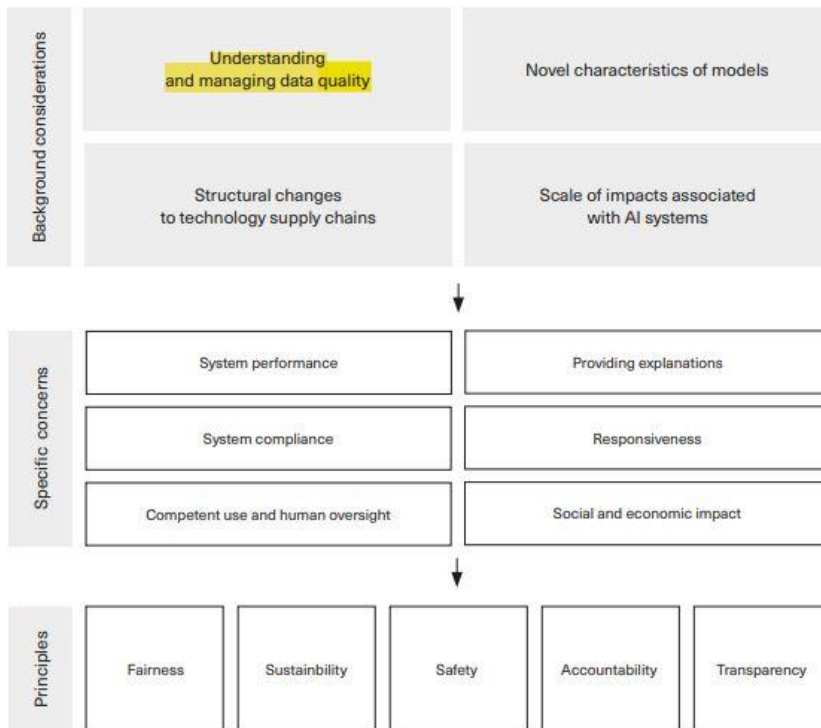 Background considerations
Understanding
and managing data quality
Novel characteristics of models
Structural changes
to technology supply chains
Scale of impacts associated
with AI systems
Specific concerns
System performance
Providing explanations
System compliance
Responsiveness
Competent use and human oversight
Social and economic impact
Principles
Fairness
Sustainbility
Safety
Accountability
Transparency